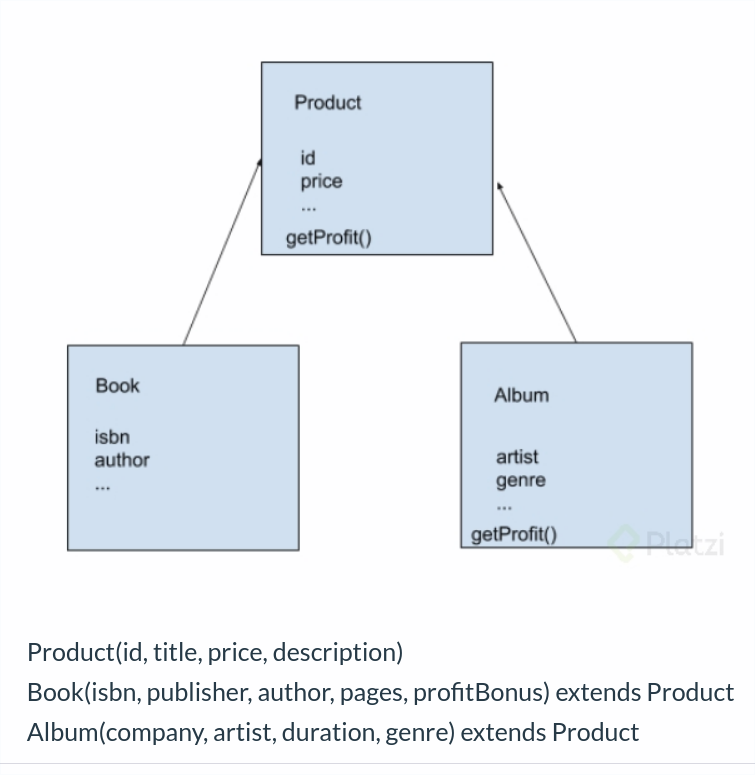 Product
id
price
...
getProfit()
Book
isbn
author
...
Album
artist
genre
...
getProfit()
Platzi
Product(id, title, price, description)
Book(isbn, publisher, author, pages, profitBonus) extends Product
Album(company, artist, duration, genre) extends Product